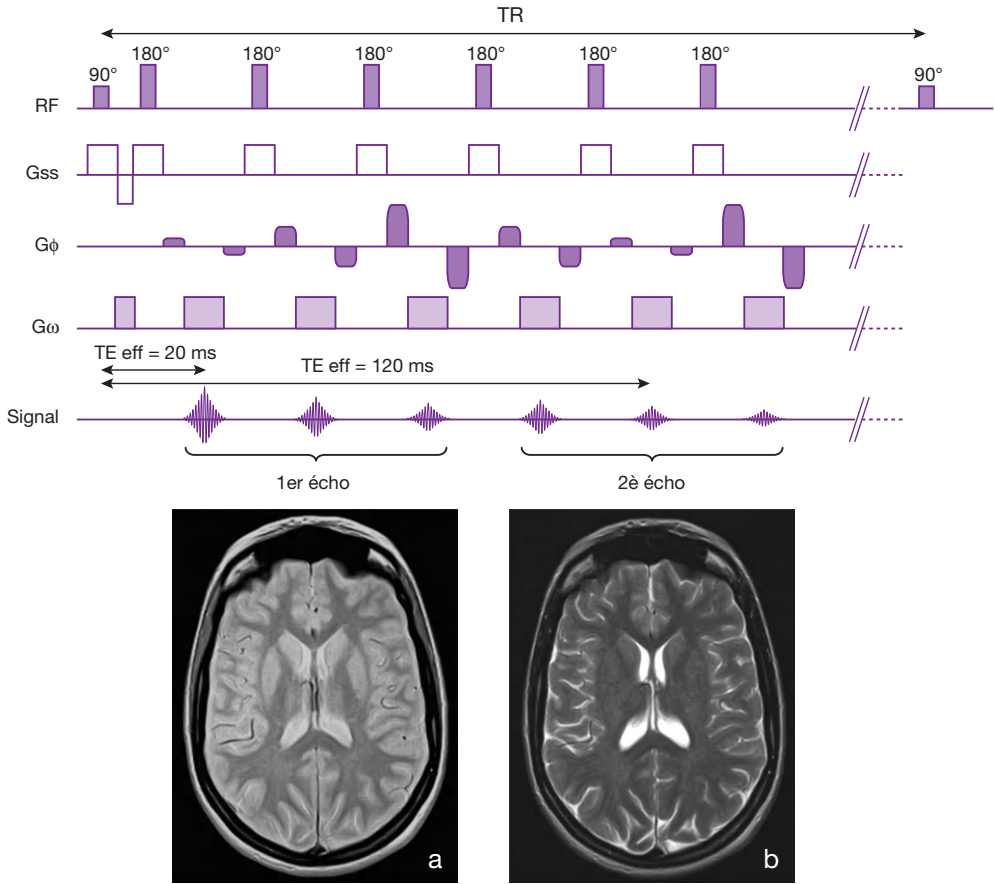 TR
180° 180° 180° 180° 180° 180°
90° 90°
RF
Gss
Gϕ
Gω
TE eff = 20 ms
TE eff = 120 ms
Signal
1er écho 2è écho
a b